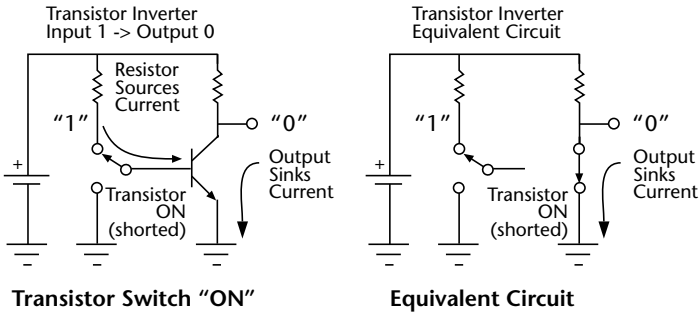 Transistor Inverter
Input 1 -> Output 0
Resistor
Sources
Current
“1”
“0”
+
Output
Sinks
Current
Transistor
ON
(shorted)
Transistor Switch “ON”
Transistor Inverter
Equivalent Circuit
“1”
“0”
+
Output
Sinks
Current
Transistor
ON
(shorted)
Equivalent Circuit